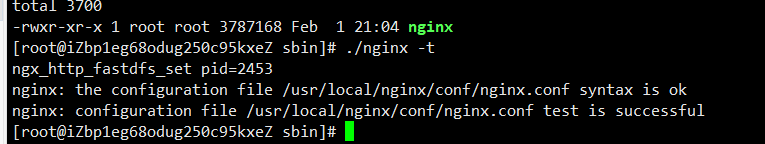 total 3700
-rwxr-xr-x 1 root root 3787168 Feb  1 21:04 nginx
[root@iZbp1eg68odug250c95kxeZ sbin]# ./nginx -t
ngx_http_fastdfs_set pid=2453
nginx: the configuration file /usr/local/nginx/conf/nginx.conf syntax is ok
nginx: configuration file /usr/local/nginx/conf/nginx.conf test is successful
[root@iZbp1eg68odug250c95kxeZ sbin]#